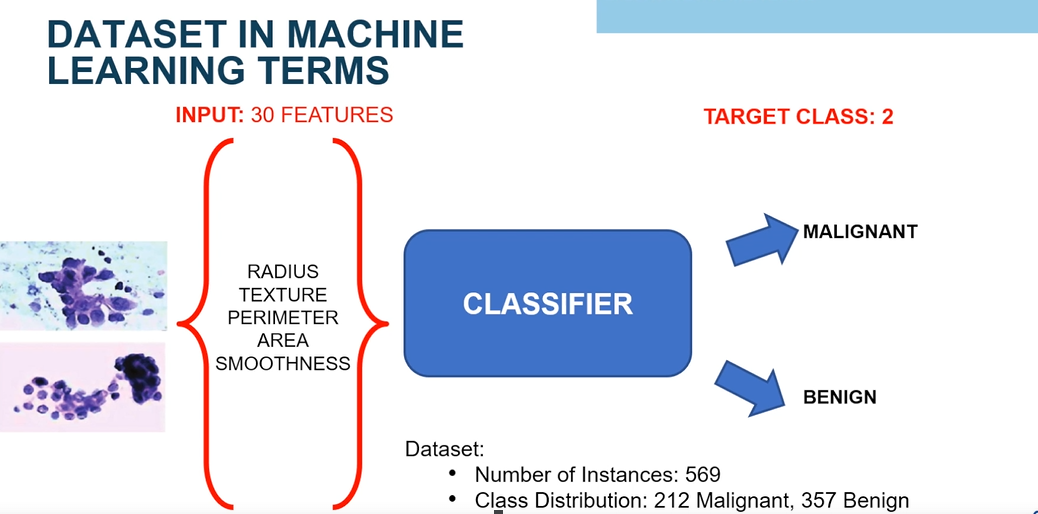 DATASET IN MACHINE
LEARNING TERMS
INPUT: 30 FEATURES
TARGET CLASS: 2
RADIUS
TEXTURE
PERIMETER
AREA
SMOOTHNESS
CLASSIFIER
MALIGNANT
BENIGN
Dataset:
• Number of Instances: 569
• Class Distribution: 212 Malignant, 357 Benign